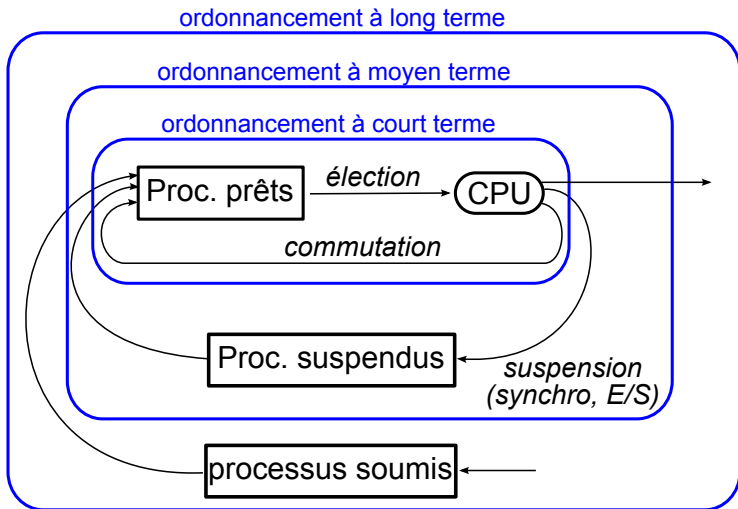 ordonnancement à long terme
ordonnancement à moyen terme
ordonnancement à court terme
Proc. prêts
élection
CPU
commutation
Proc. suspendus
suspension
(synchro, E/S)
processus soumis